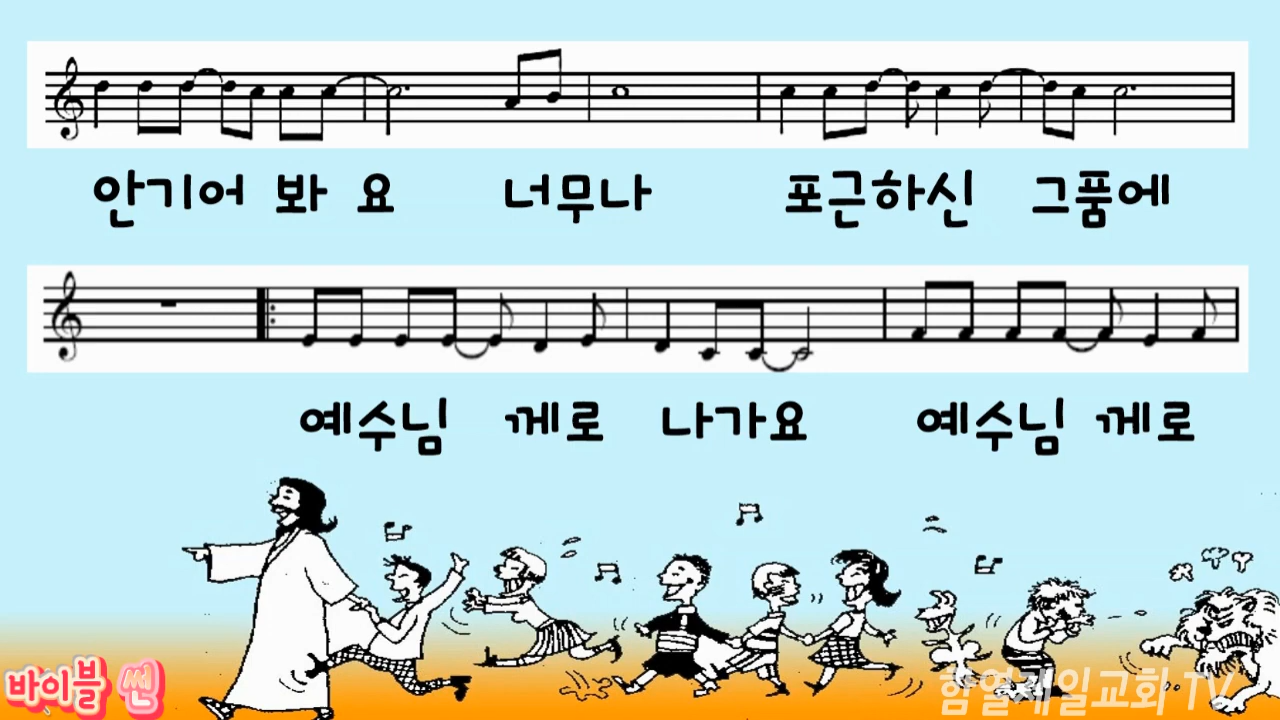 안기어 봐 요 너무나 포근하신 그품에
예수님 께로 나가요 예수님 께로
바이블 썬
함열제일교회 TV